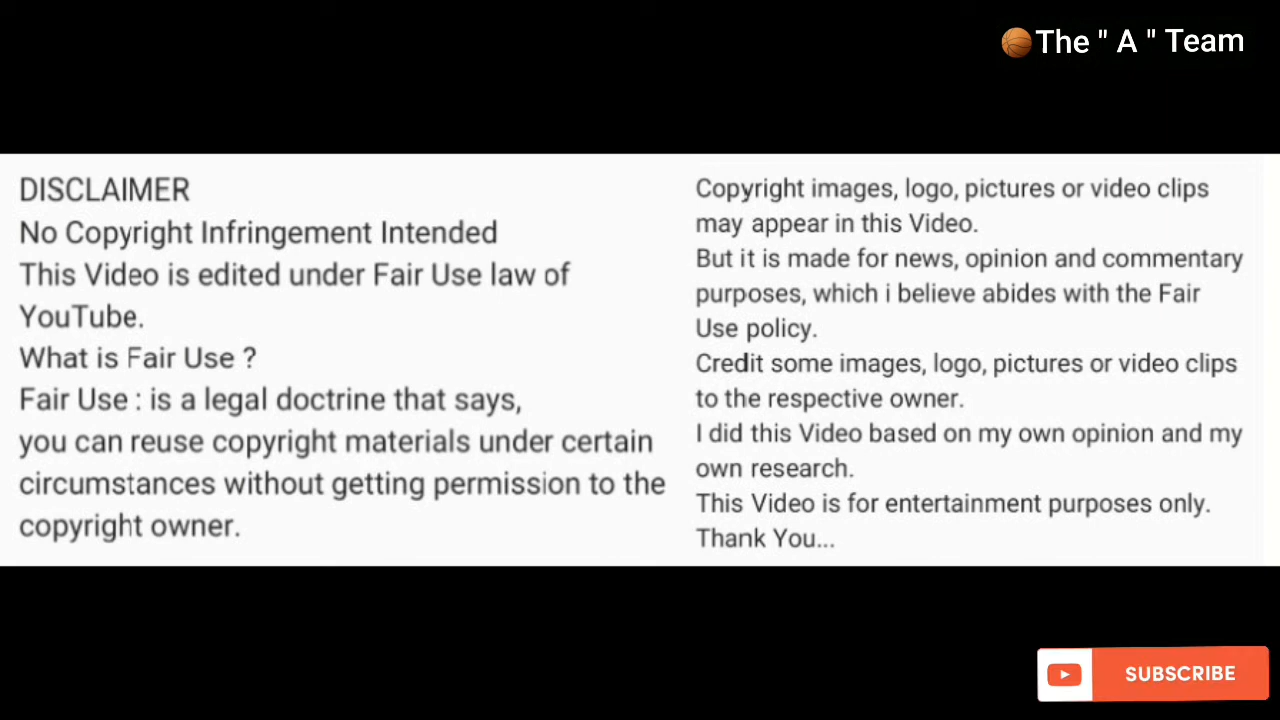 🏀The " A " Team
DISCLAIMER
No Copyright Infringement Intended
This Video is edited under Fair Use law of
YouTube.
What is Fair Use ?
Fair Use : is a legal doctrine that says,
you can reuse copyright materials under certain
circumstances without getting permission to the
copyright owner.
Copyright images, logo, pictures or video clips
may appear in this Video.
But it is made for news, opinion and commentary
purposes, which i believe abides with the Fair
Use policy.
Credit some images, logo, pictures or video clips
to the respective owner.
I did this Video based on my own opinion and my
own research.
This Video is for entertainment purposes only.
Thank You...
SUBSCRIBE